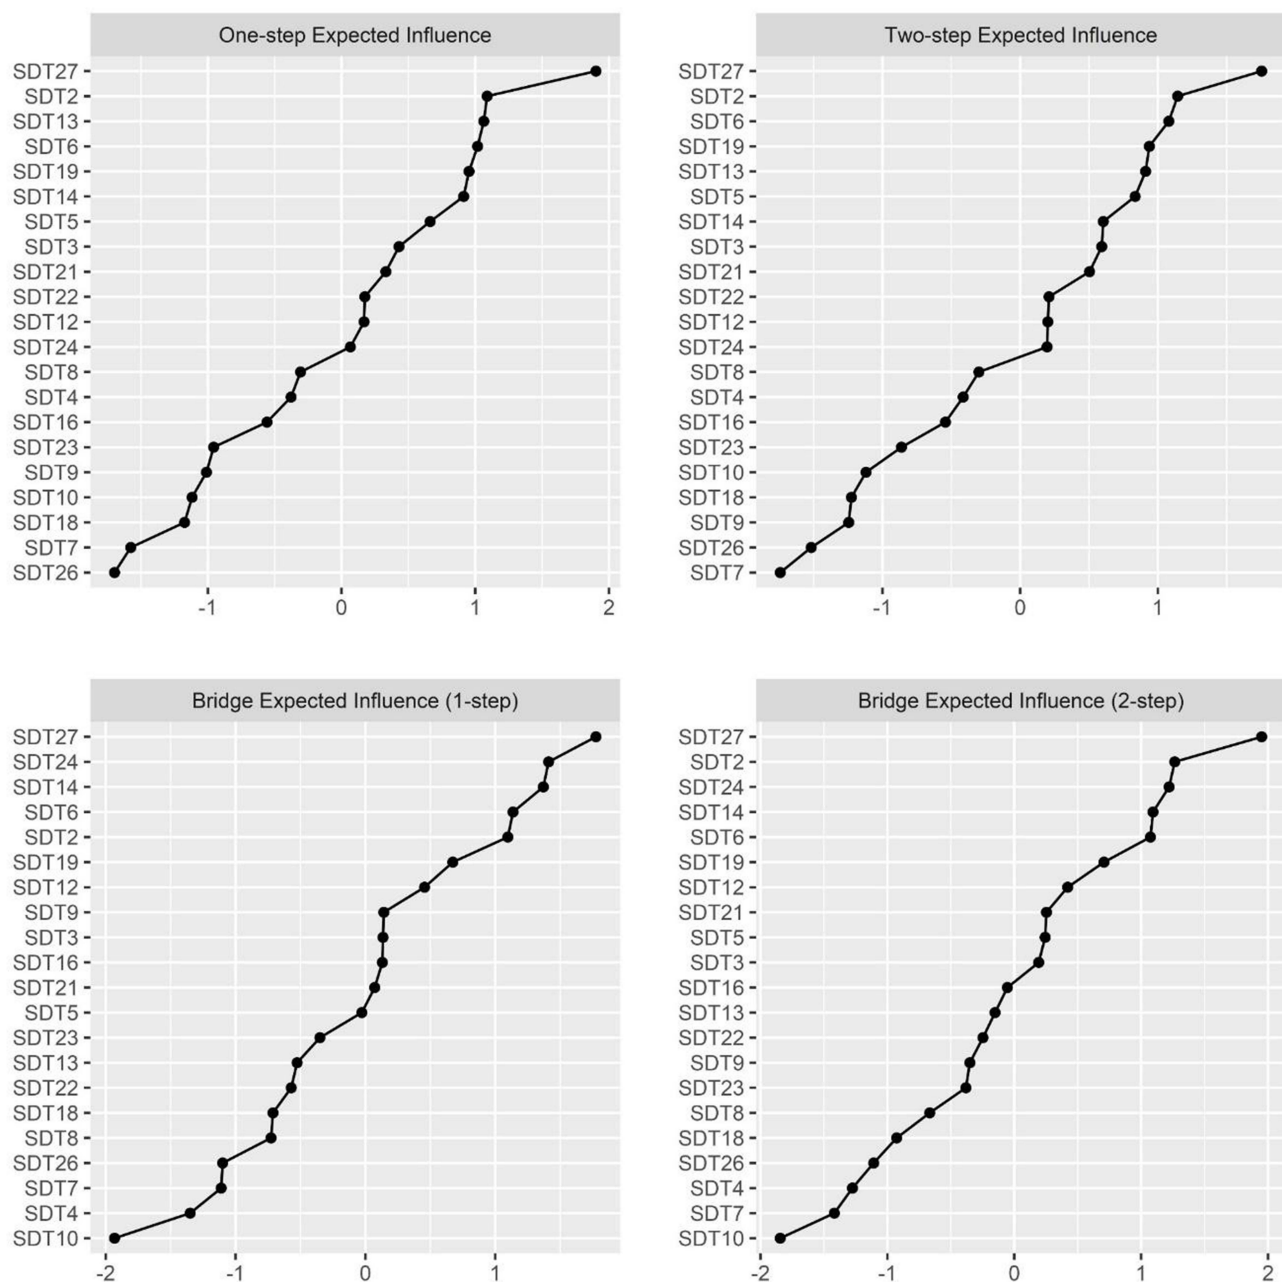 One-step Expected Influence
SDT27
SDT2
SDT13
SDT6
SDT19
SDT14
SDT5
SDT3
SDT21
SDT22
SDT12
SDT24
SDT8
SDT4
SDT16
SDT23
SDT9
SDT10
SDT18
SDT7
SDT26
-1 0 1 2
Two-step Expected Influence
SDT27
SDT2
SDT6
SDT19
SDT13
SDT5
SDT14
SDT3
SDT21
SDT22
SDT12
SDT24
SDT8
SDT4
SDT16
SDT23
SDT10
SDT18
SDT9
SDT26
SDT7
-1 0 1
Bridge Expected Influence (1-step)
SDT27
SDT24
SDT14
SDT6
SDT2
SDT19
SDT12
SDT9
SDT3
SDT16
SDT21
SDT5
SDT23
SDT13
SDT22
SDT18
SDT8
SDT26
SDT7
SDT4
SDT10
-2 -1 0 1
Bridge Expected Influence (2-step)
SDT27
SDT2
SDT24
SDT14
SDT6
SDT19
SDT12
SDT21
SDT5
SDT3
SDT16
SDT13
SDT22
SDT9
SDT23
SDT8
SDT18
SDT26
SDT4
SDT7
SDT10
-2 -1 0 1 2